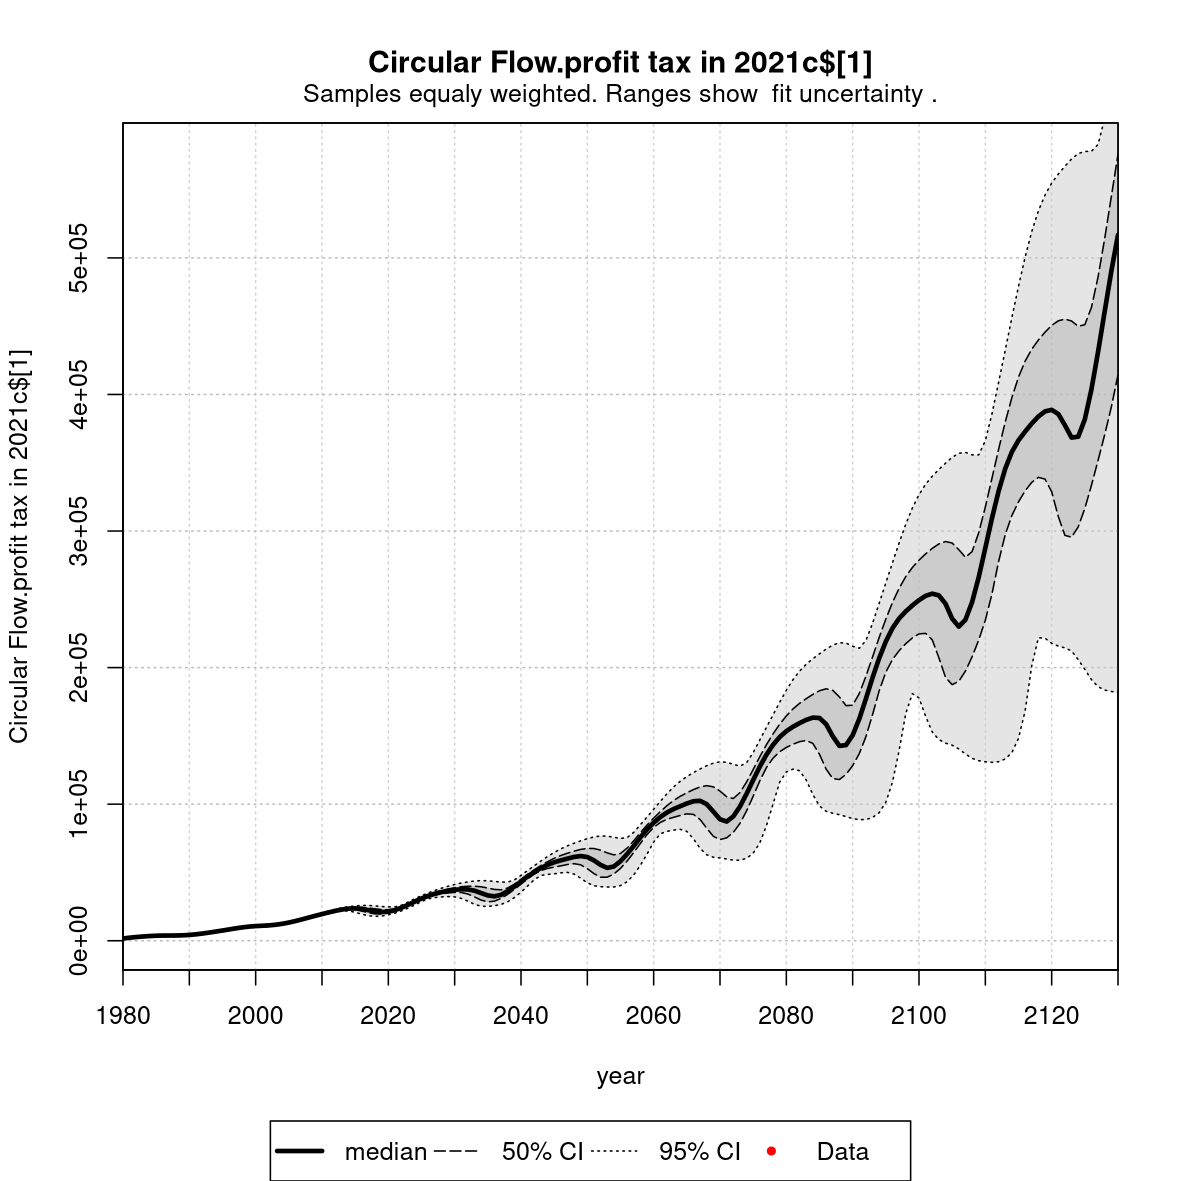 Circular Flow.profit tax in 2021c$[1]
Samples equaly weighted. Ranges show  fit uncertainty .
Circular Flow.profit tax in 2021c$[1]
5e+05
4e+05
3e+05
2e+05
1e+05
0e+00
1980 2000 2020 2040 2060 2080 2100 2120
year
median 50% CI 95% CI Data